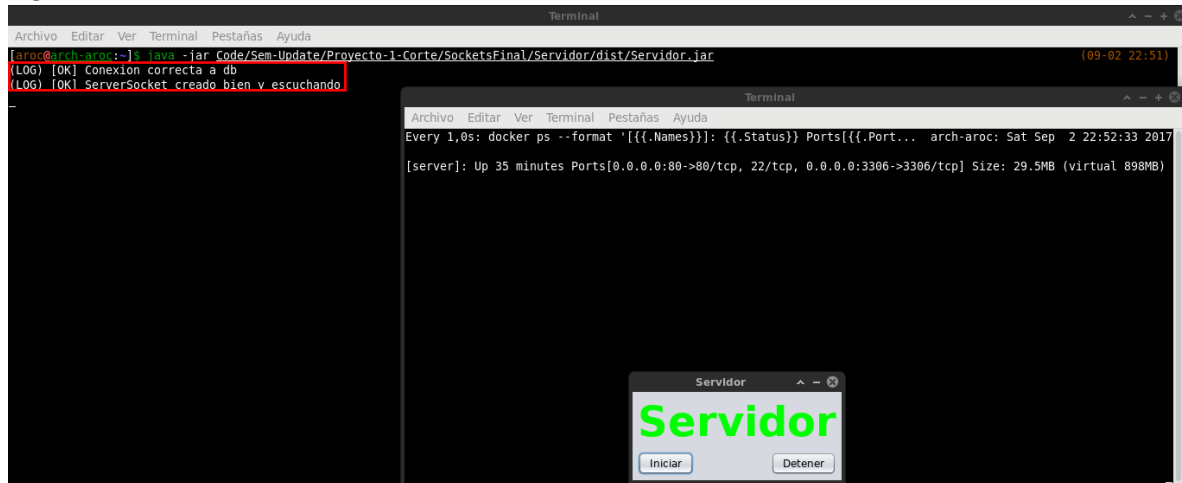 Terminal
Archivo Editar Ver Terminal Pestañas Ayuda
[aroc@arch-aroc:~]$ java -jar Code/Sem-Update/Proyecto-1-Corte/SocketsFinal/Servidor/dist/Servidor.jar (09-02 22:51)
(LOG) [OK] Conexion correcta a db
(LOG) [OK] ServerSocket creado bien y escuchando
Terminal
Archivo Editar Ver Terminal Pestañas Ayuda
Every 1,0s: docker ps --format '[{{.Names}}]: {{.Status}} Ports[{{.Port... arch-aroc: Sat Sep 2 22:52:33 2017
[server]: Up 35 minutes Ports[0.0.0.0:80->80/tcp, 22/tcp, 0.0.0.0:3306->3306/tcp] Size: 29.5MB (virtual 898MB)
Servidor
Servidor
Iniciar Detener